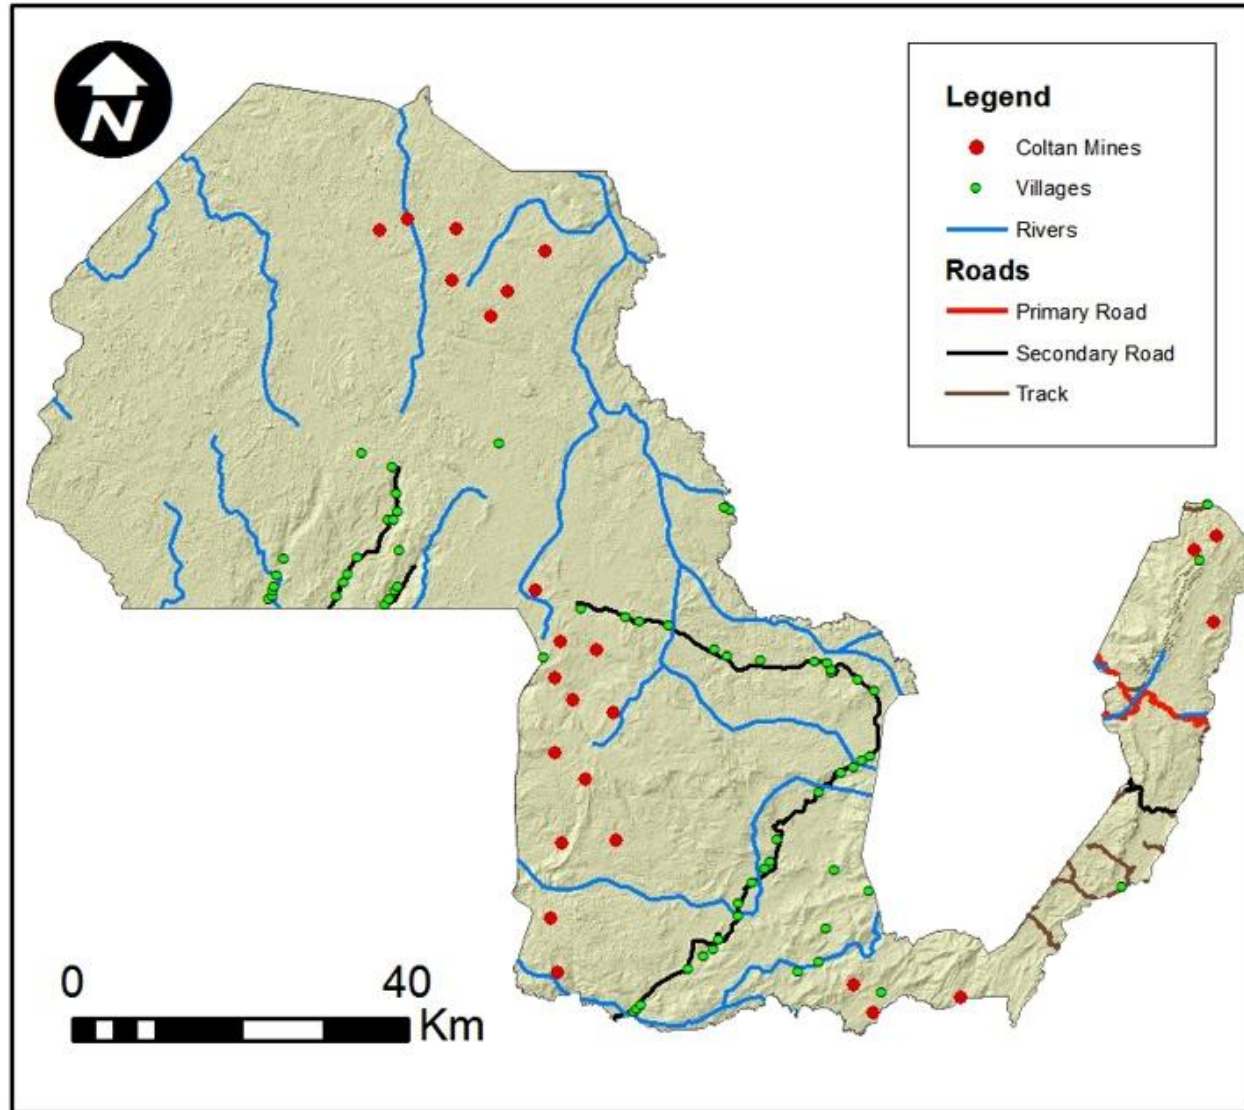 N
Legend
Coltan Mines
Villages
Rivers
Roads
Primary Road
Secondary Road
Track
0 40
Km